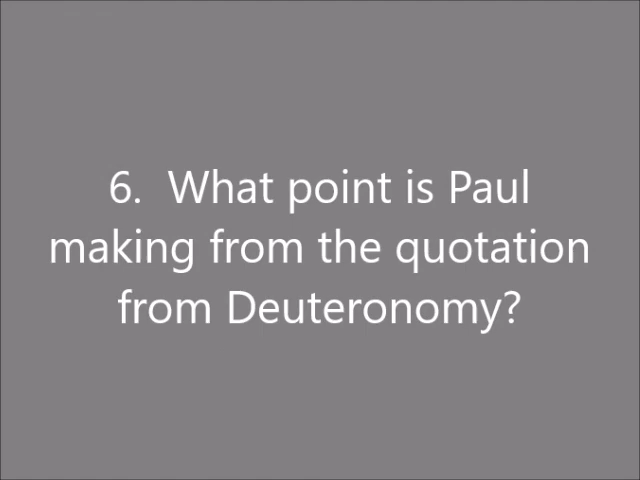 6.  What point is Paul
making from the quotation
from Deuteronomy?